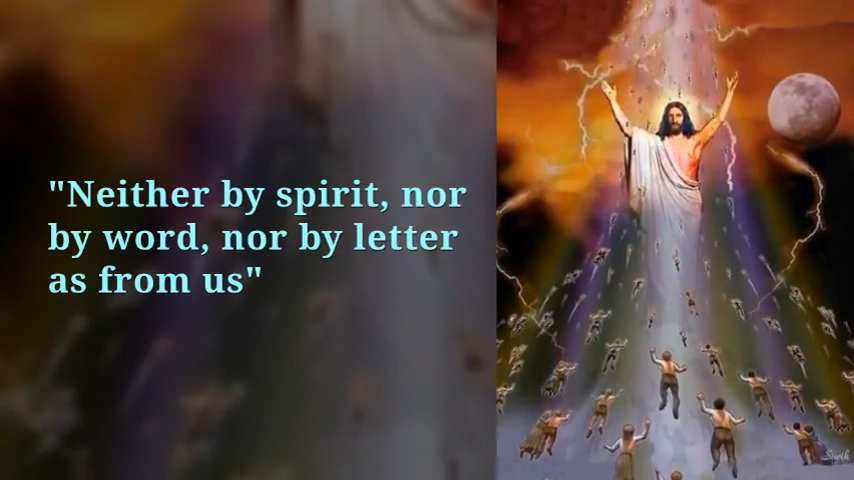 "Neither by spirit, nor
by word, nor by letter
as from us"